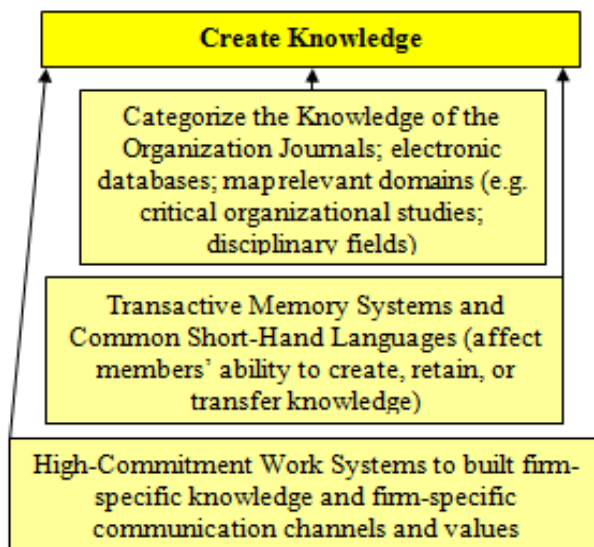 Create Knowledge
Categorize the Knowledge of the
Organization Journals; electronic
databases; map relevant domains (e.g.
critical organizational studies;
disciplinary fields)
Transactive Memory Systems and
Common Short-Hand Languages (affect
members’ ability to create, retain, or
transfer knowledge)
High-Commitment Work Systems to built firm-
specific knowledge and firm-specific
communication channels and values